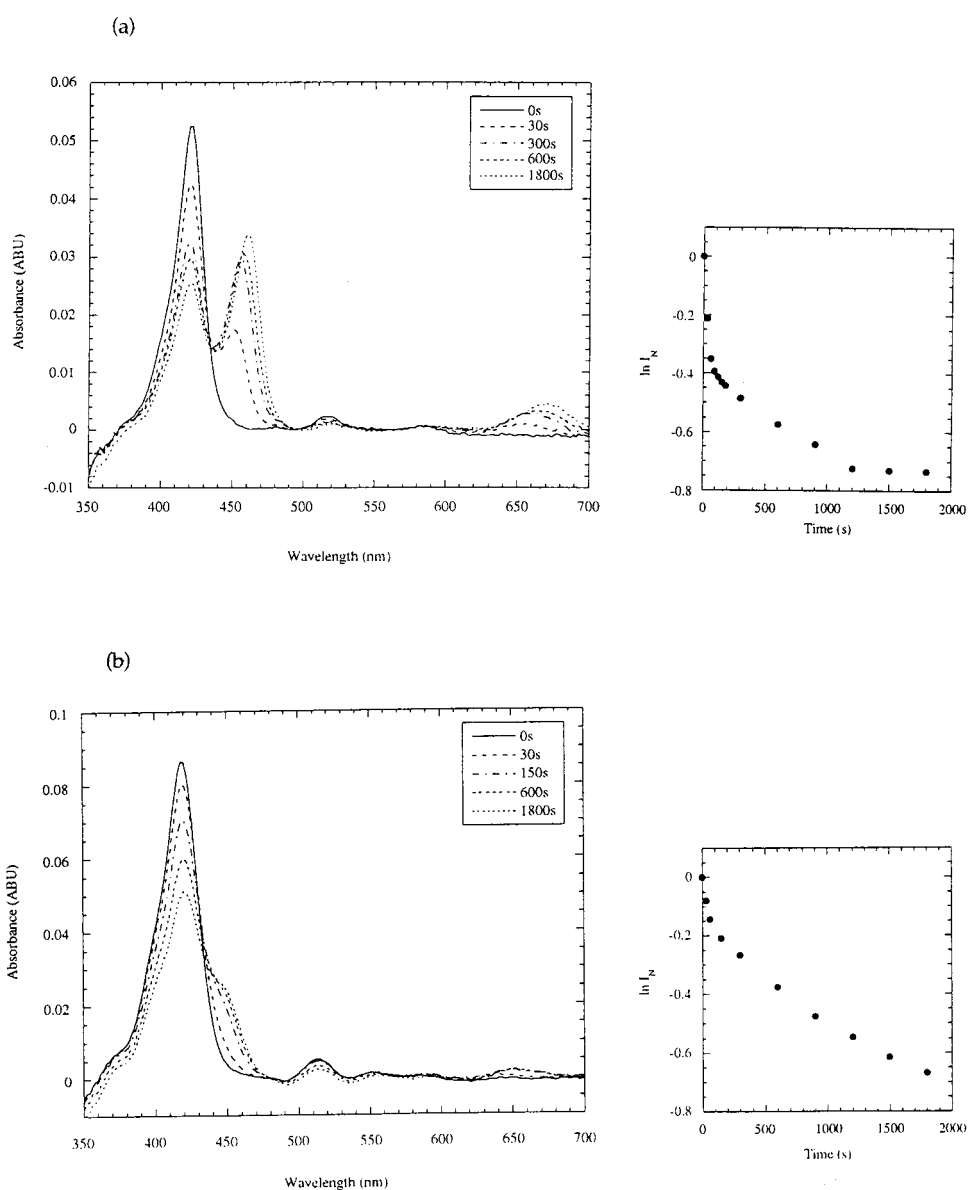 (a)
0.06
0.05
0.04
0.03
0.02
0.01
0
-0.01
Absorbance (ABU)
0s
30s
300s
600s
1800s
350 400 450 500 550 600 650 700
Wavelength (nm)
0
-0.2
-0.4
-0.6
-0.8
ln I_N
0 500 1000 1500 2000
Time (s)
(b)
0.1
0.08
0.06
0.04
0.02
0
Absorbance (ABU)
0s
30s
150s
600s
1800s
350 400 450 500 550 600 650 700
Wavelength (nm)
0
-0.2
-0.4
-0.6
-0.8
ln I_N
0 500 1000 1500 2000
Time (s)